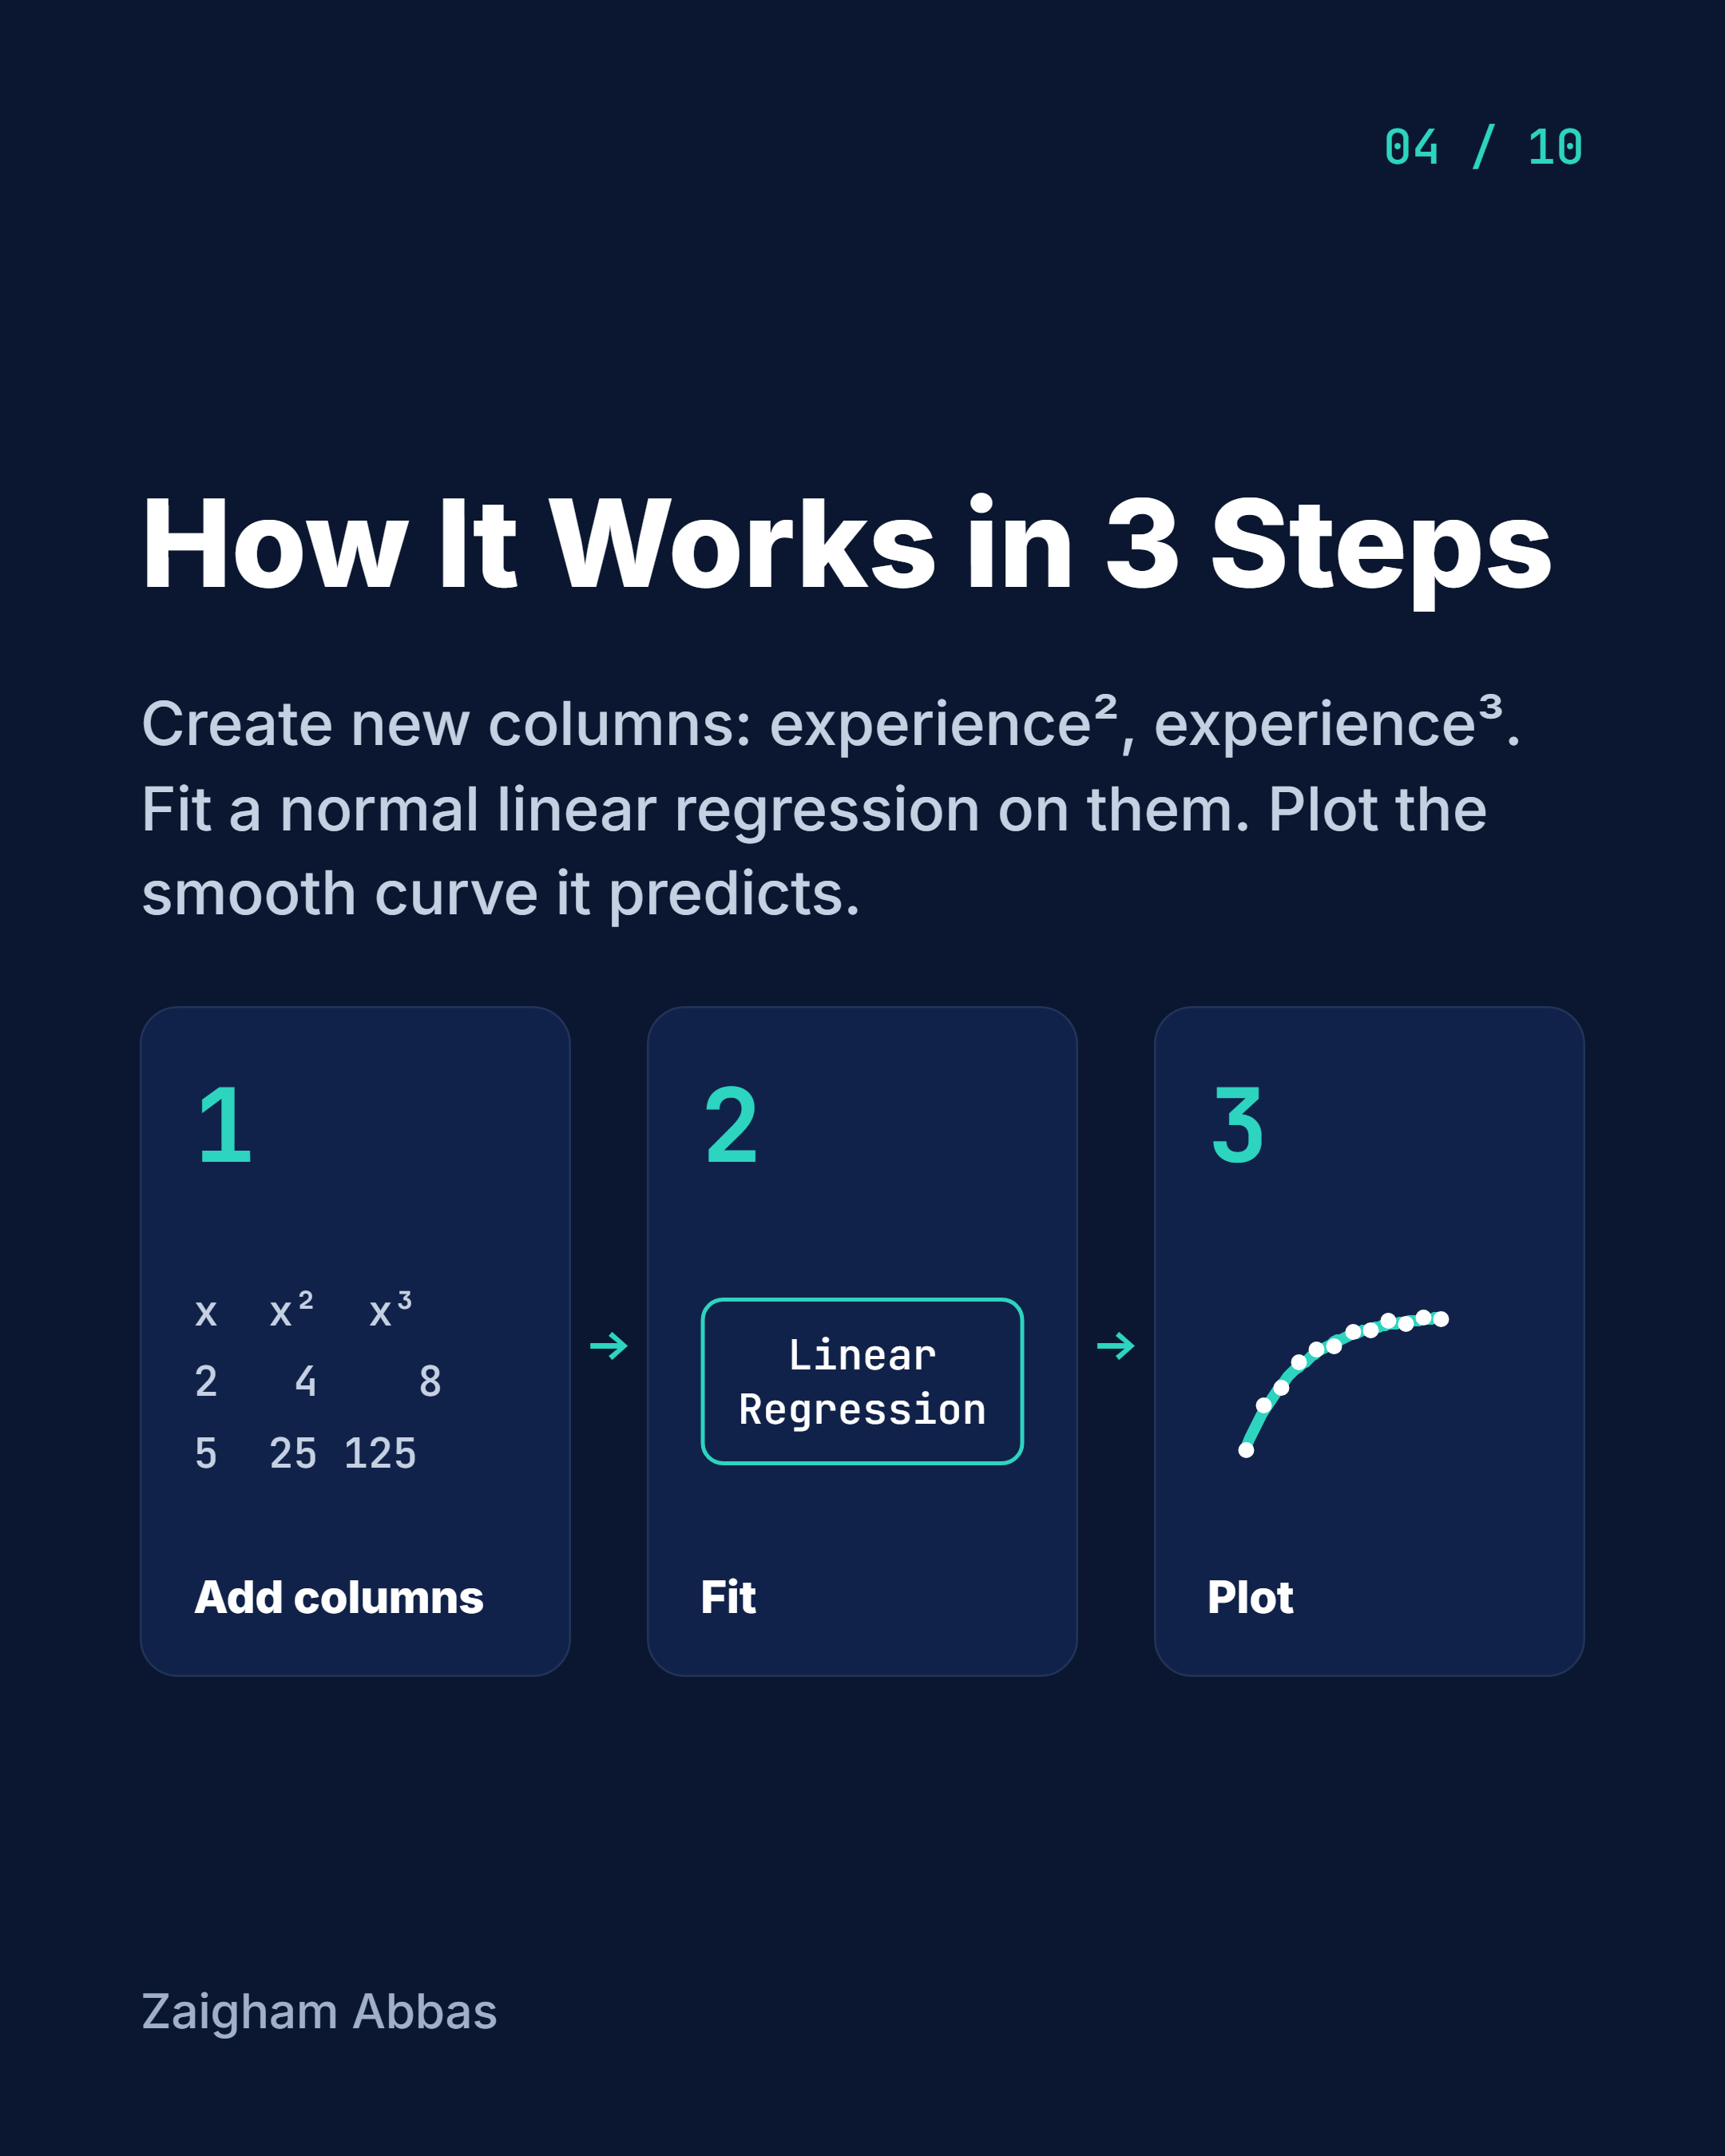 04 / 10
How It Works in 3 Steps
Create new columns: experience², experience³.
Fit a normal linear regression on them. Plot the
smooth curve it predicts.
1
x x² x³
2 4 8
5 25 125
Add columns
2
Linear
Regression
Fit
3
Plot
Zaigham Abbas